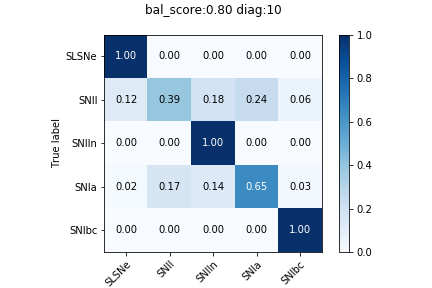 bal_score:0.80 diag:10
True label
SLSNe 1.00 0.00 0.00 0.00 0.00
SNII 0.12 0.39 0.18 0.24 0.06
SNIIn 0.00 0.00 1.00 0.00 0.00
SNIa 0.02 0.17 0.14 0.65 0.03
SNIbc 0.00 0.00 0.00 0.00 1.00
SLSNe SNII SNIIn SNIa SNIbc
1.0
0.8
0.6
0.4
0.2
0.0